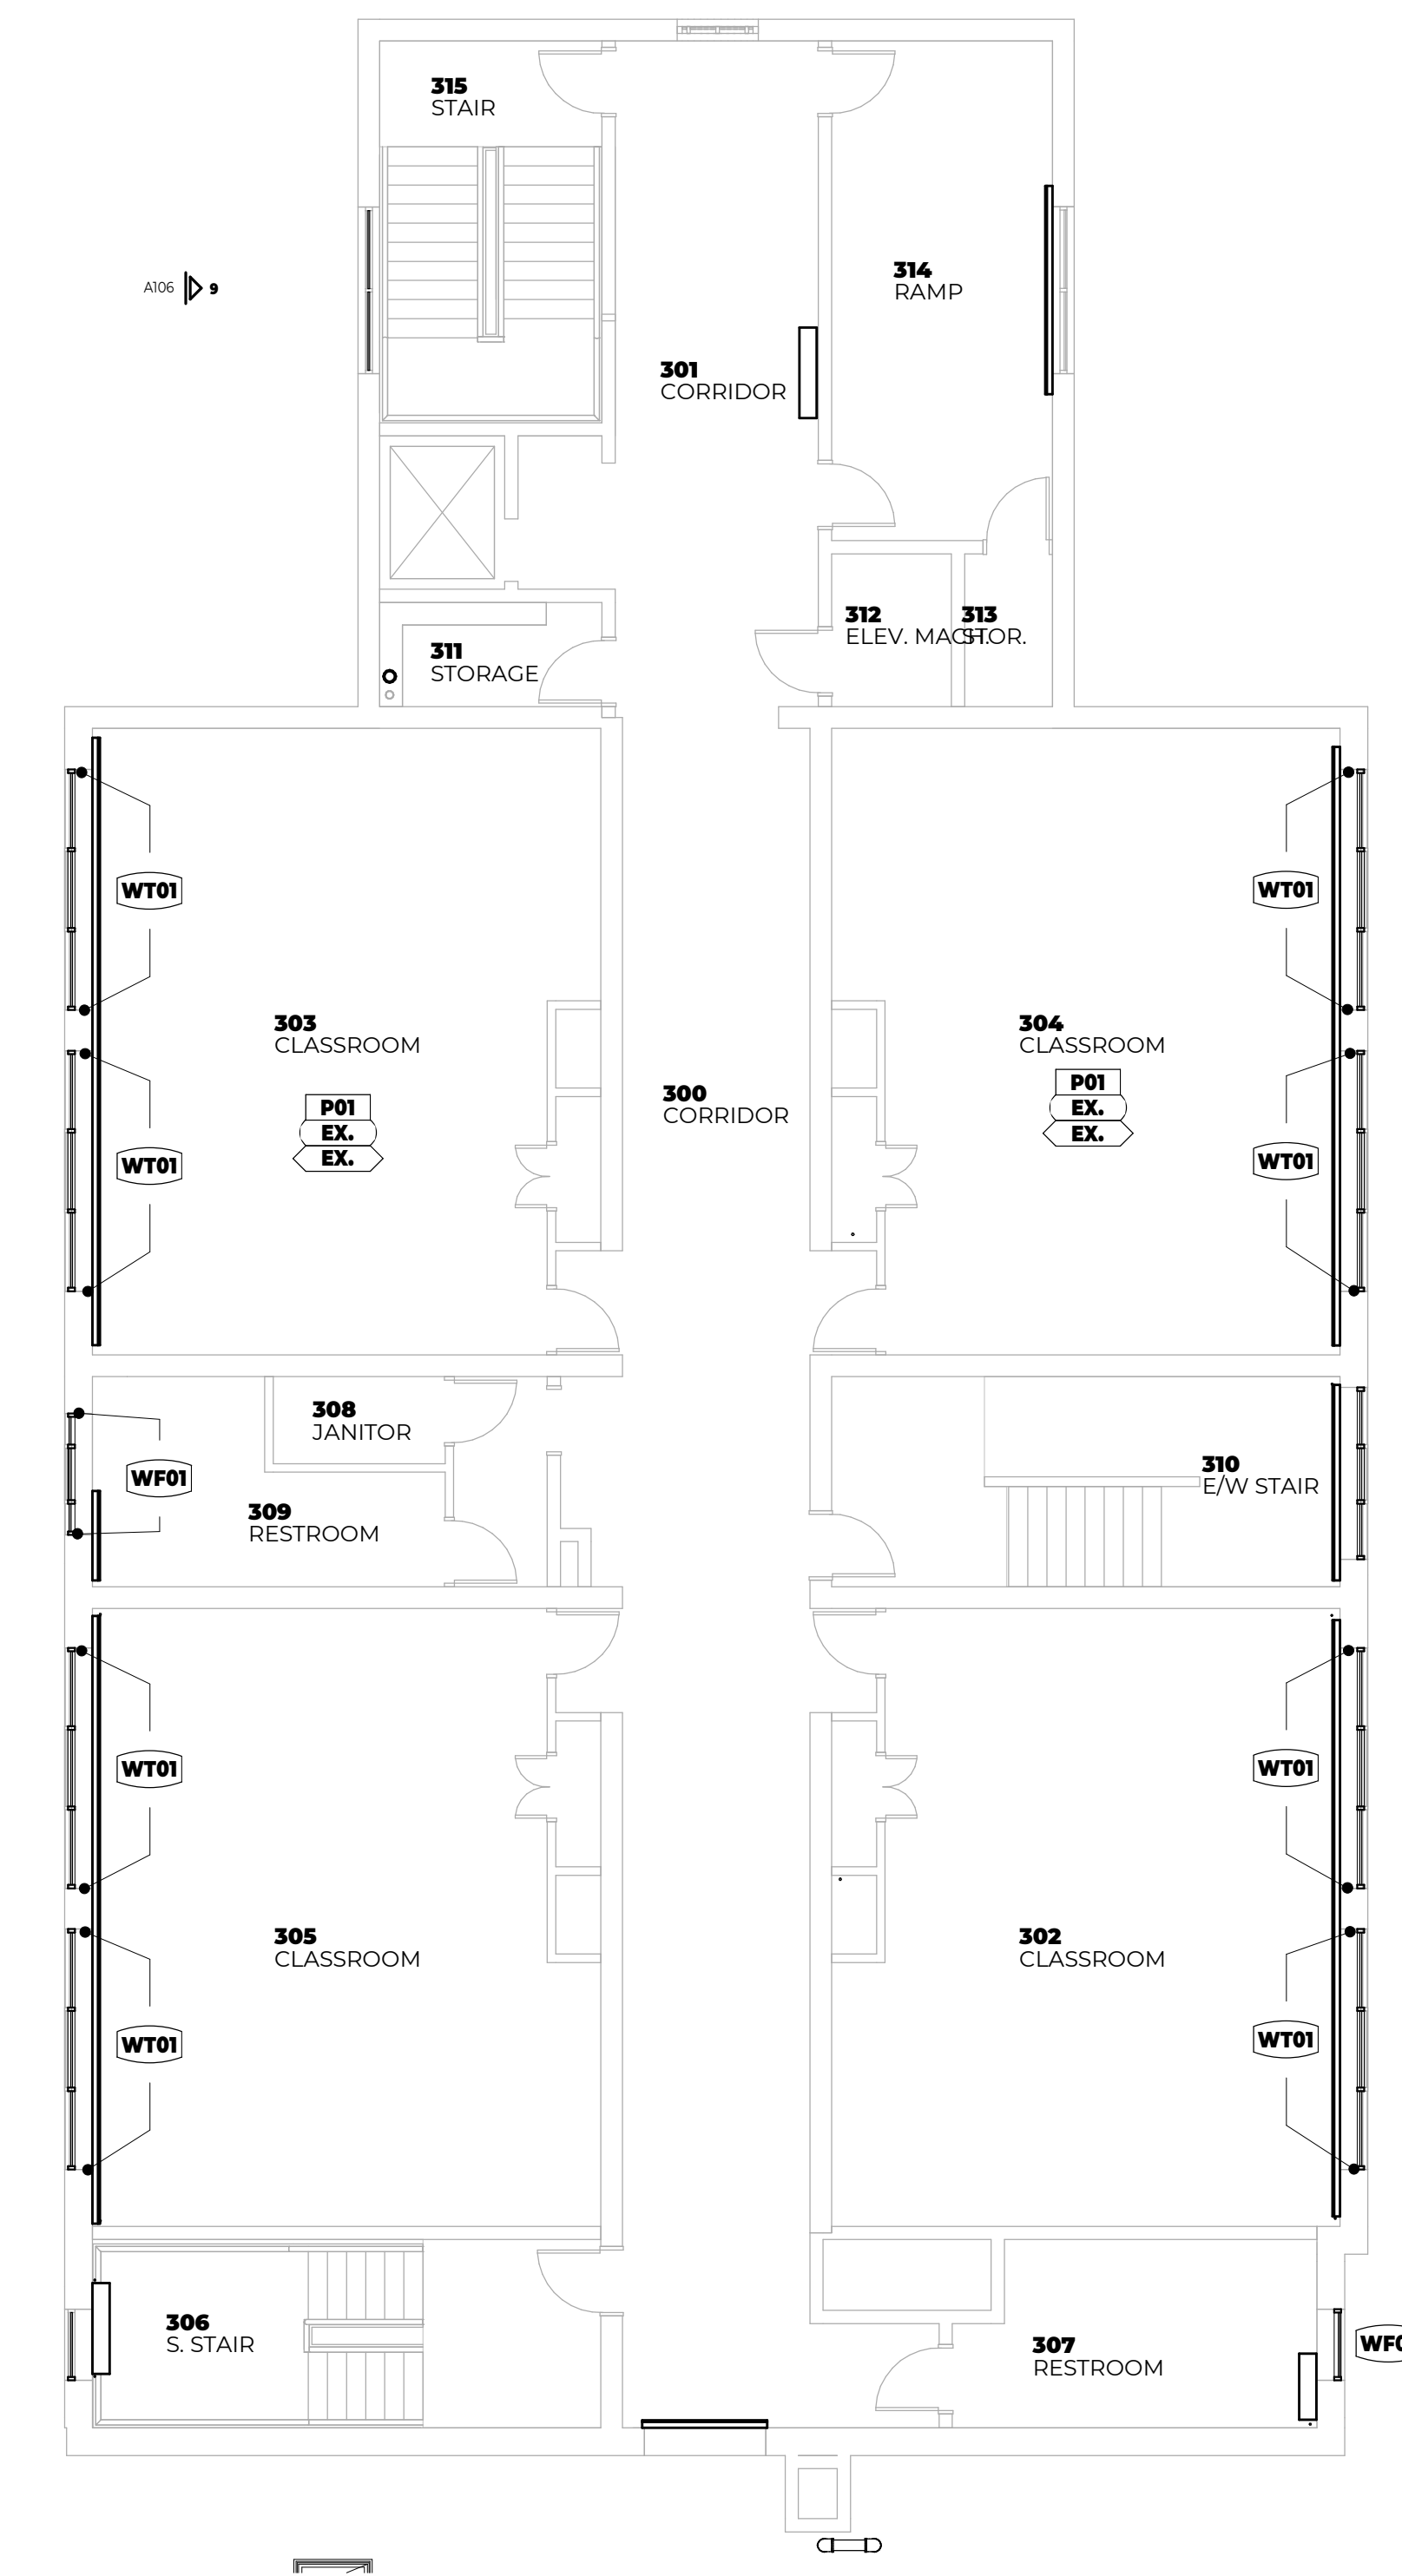 315
STAIR
314
RAMP
A106 9
301
CORRIDOR
312
ELEV. MACH.
313
STOR.
311
STORAGE
WT01
WT01
303
CLASSROOM
304
CLASSROOM
P01
EX.
EX.
300
CORRIDOR
P01
EX.
EX.
WT01
WT01
308
JANITOR
310
E/W STAIR
WF01
309
RESTROOM
WT01
WT01
305
CLASSROOM
302
CLASSROOM
WT01
WT01
306
S. STAIR
307
RESTROOM